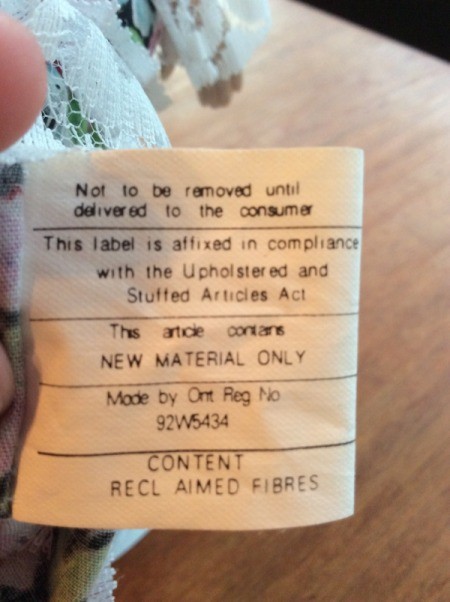 Not to be removed until
delivered to the consumer
This label is affixed in compliance
with the Upholstered and
Stuffed Articles Act
This article contains
NEW MATERIAL ONLY
Made by Ont Reg No
92W5434
CONTENT
RECL AIMED FIBRES